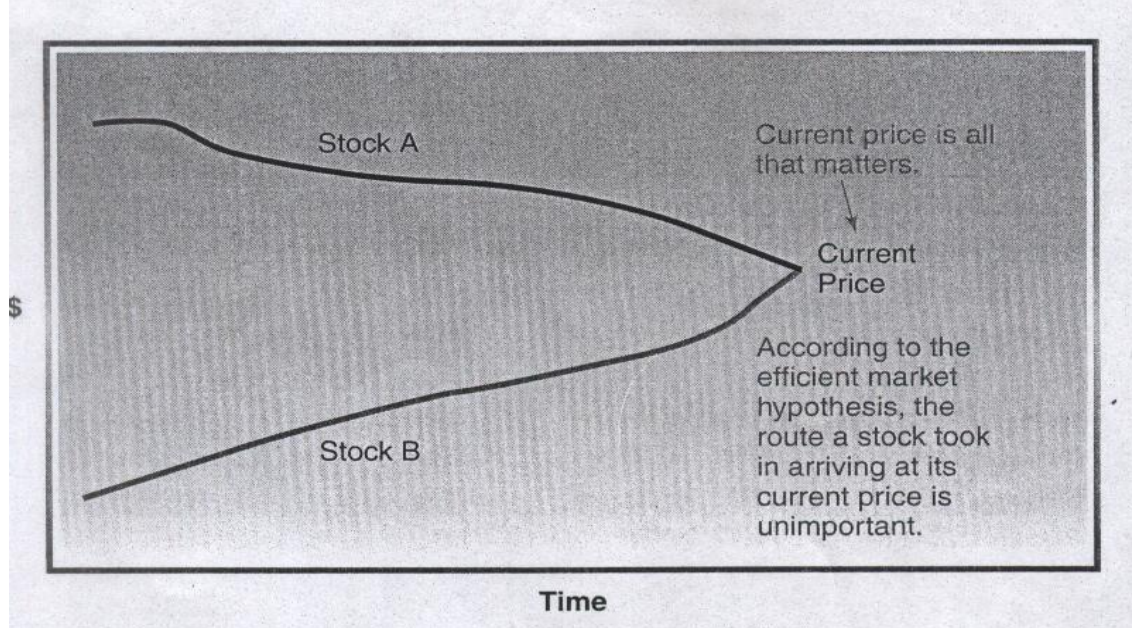 Stock A
Current price is all
that matters.
Current
Price
$
According to the
efficient market
hypothesis, the
route a stock took
in arriving at its
current price is
unimportant.
Stock B
Time